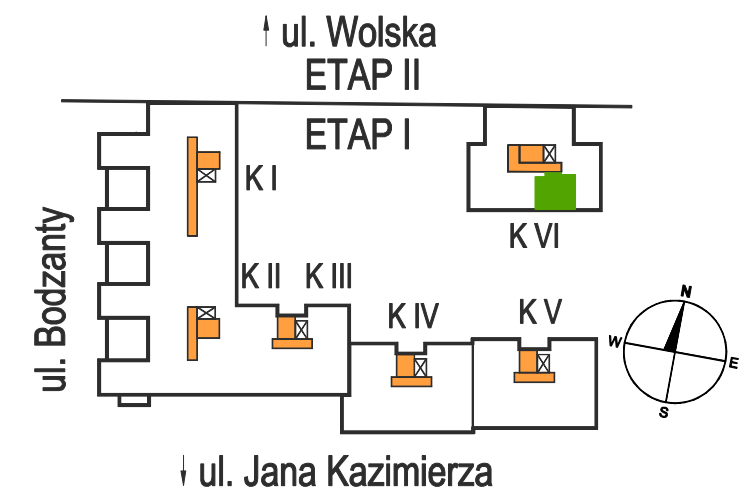 ul. Wolska
ETAP II
ETAP I
K I
K VI
ul. Bodzanty
K II
K III
K IV
K V
N
W
E
S
ul. Jana Kazimierza